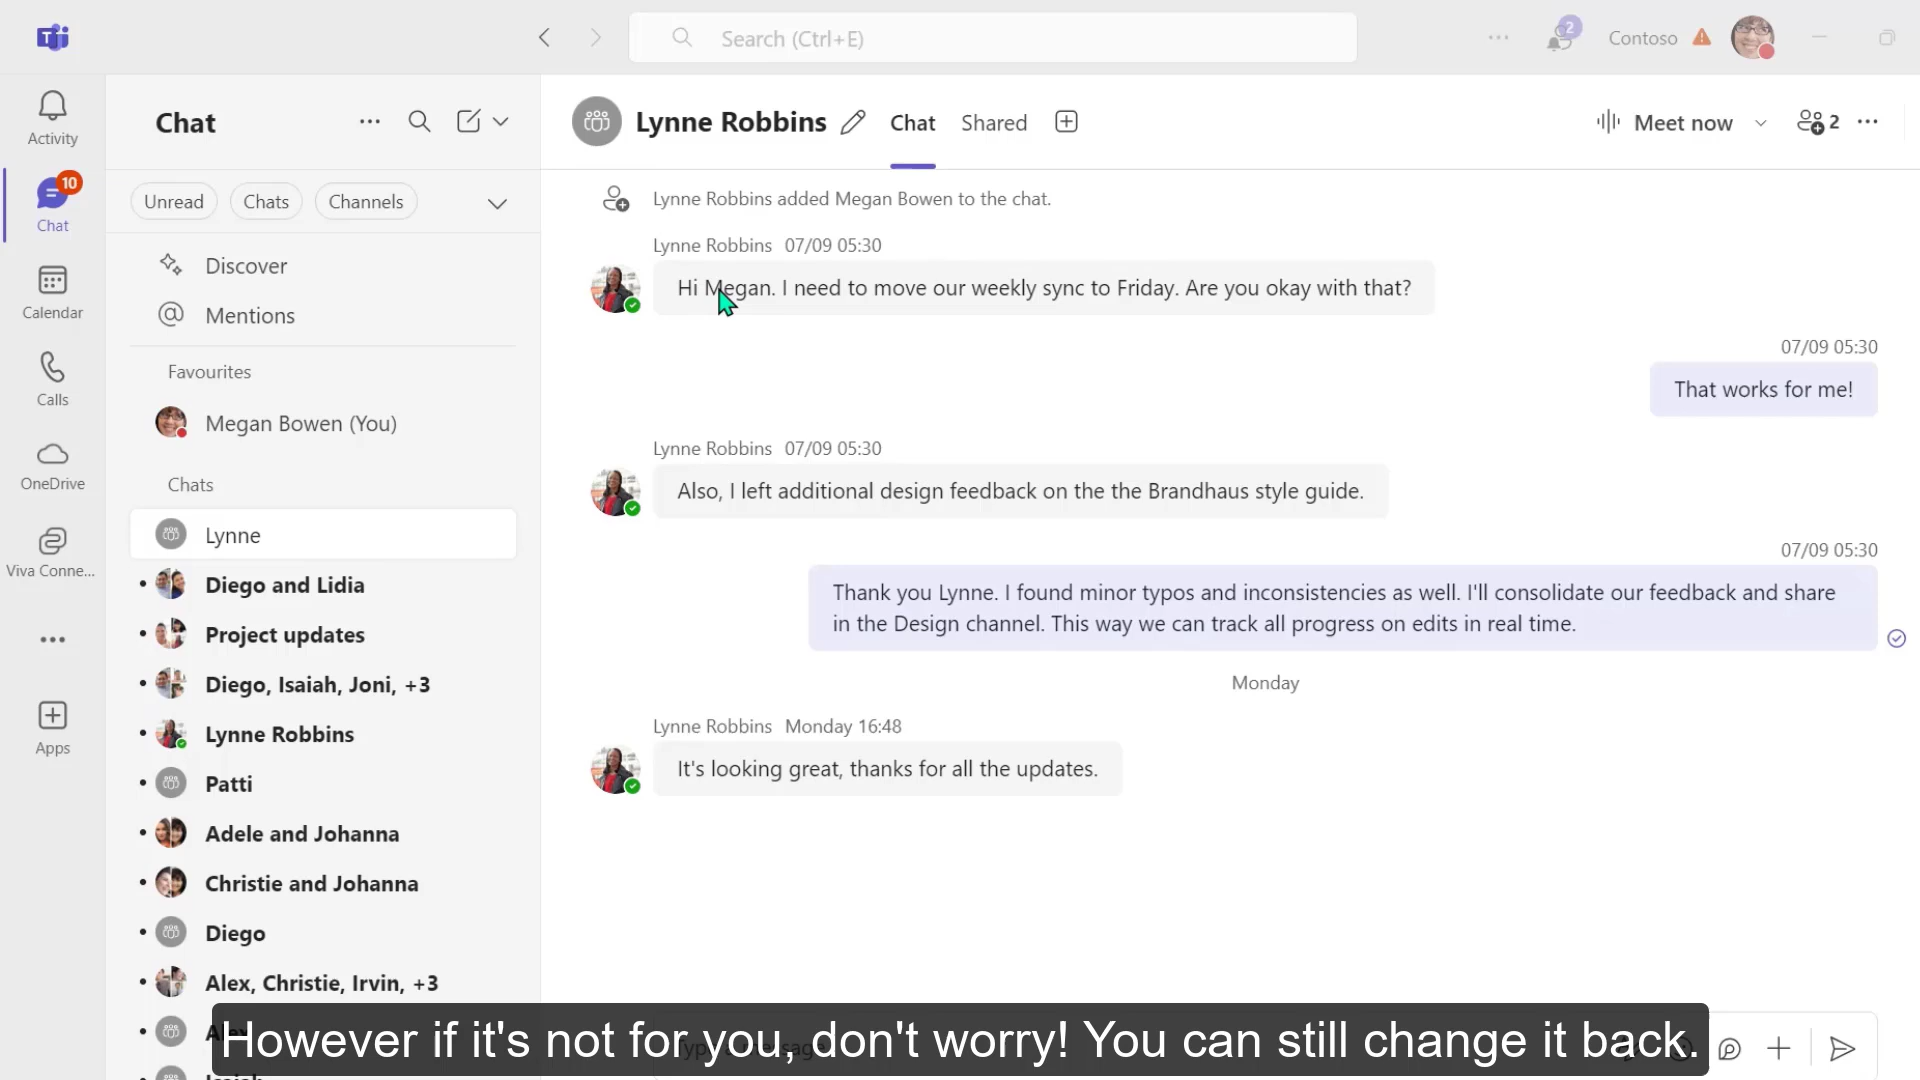 Search (Ctrl+E)
2
Contoso
Activity
10
Chat
Calendar
Calls
OneDrive
Viva Conne...
Apps
Chat
Unread
Chats
Channels
Discover
Mentions
Favourites
Megan Bowen (You)
Chats
Lynne
Diego and Lidia
Project updates
Diego, Isaiah, Joni, +3
Lynne Robbins
Patti
Adele and Johanna
Christie and Johanna
Diego
Alex, Christie, Irvin, +3
Lynne Robbins
Chat
Shared
Meet now
2
Lynne Robbins added Megan Bowen to the chat.
Lynne Robbins 07/09 05:30
Hi Megan. I need to move our weekly sync to Friday. Are you okay with that?
07/09 05:30
That works for me!
Lynne Robbins 07/09 05:30
Also, I left additional design feedback on the the Brandhaus style guide.
07/09 05:30
Thank you Lynne. I found minor typos and inconsistencies as well. I'll consolidate our feedback and share
in the Design channel. This way we can track all progress on edits in real time.
Monday
Lynne Robbins Monday 16:48
It's looking great, thanks for all the updates.
However if it's not for you, don't worry! You can still change it back.